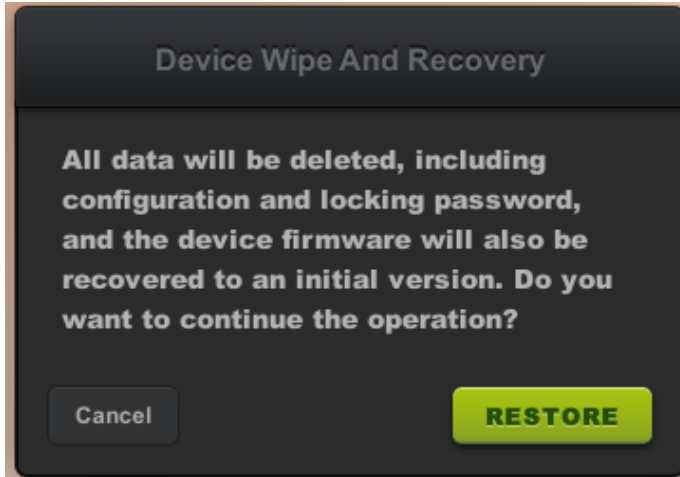 Device Wipe And Recovery
All data will be deleted, including
configuration and locking password,
and the device firmware will also be
recovered to an initial version. Do you
want to continue the operation?
Cancel
RESTORE